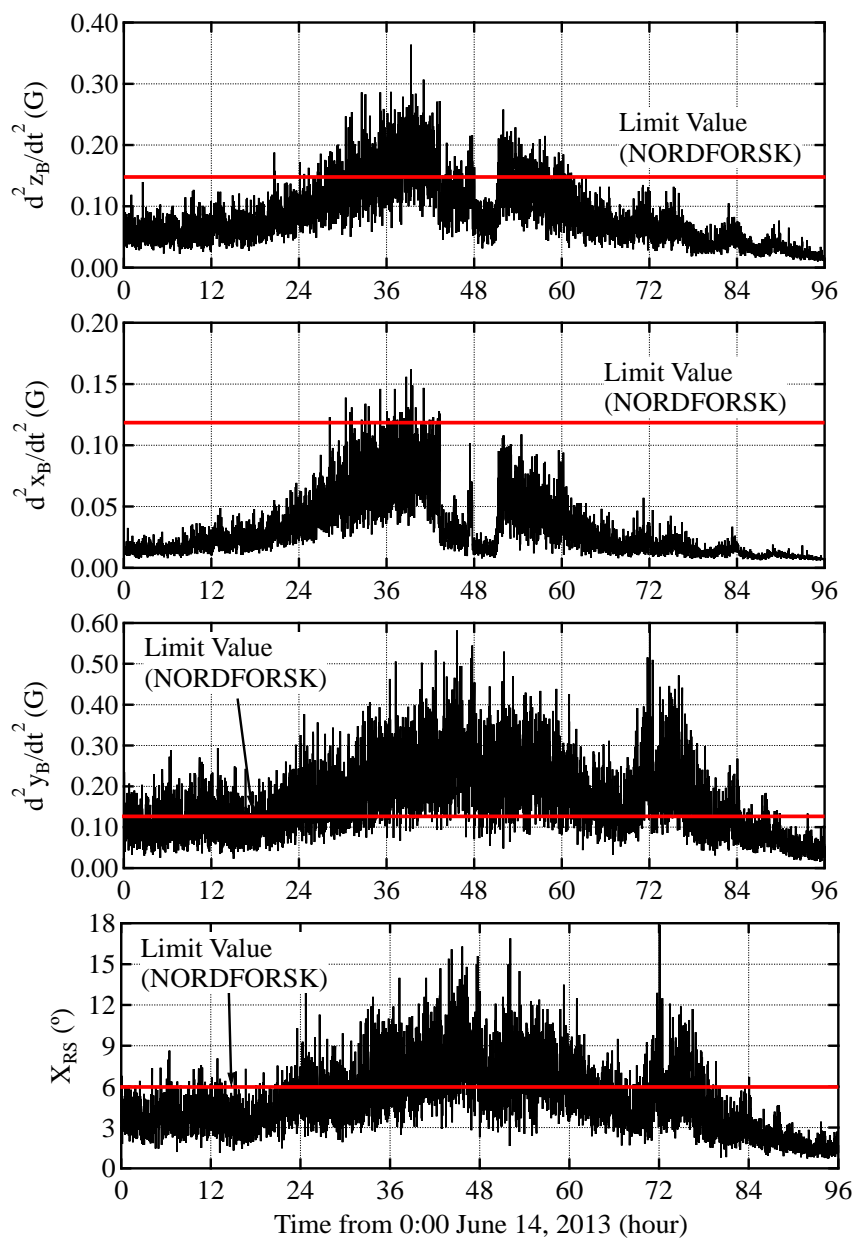 0.40
0.30
0.20
0.10
0.00
d²z_B/dt² (G)
Limit Value
(NORDFORSK)
0 12 24 36 48 60 72 84 96
0.20
0.15
0.10
0.05
0.00
d²x_B/dt² (G)
Limit Value
(NORDFORSK)
0 12 24 36 48 60 72 84 96
0.60
0.50
0.40
0.30
0.20
0.10
0.00
d²y_B/dt² (G)
Limit Value
(NORDFORSK)
0 12 24 36 48 60 72 84 96
18
15
12
9
6
3
0
X_RS (º)
Limit Value
(NORDFORSK)
0 12 24 36 48 60 72 84 96
Time from 0:00 June 14, 2013 (hour)